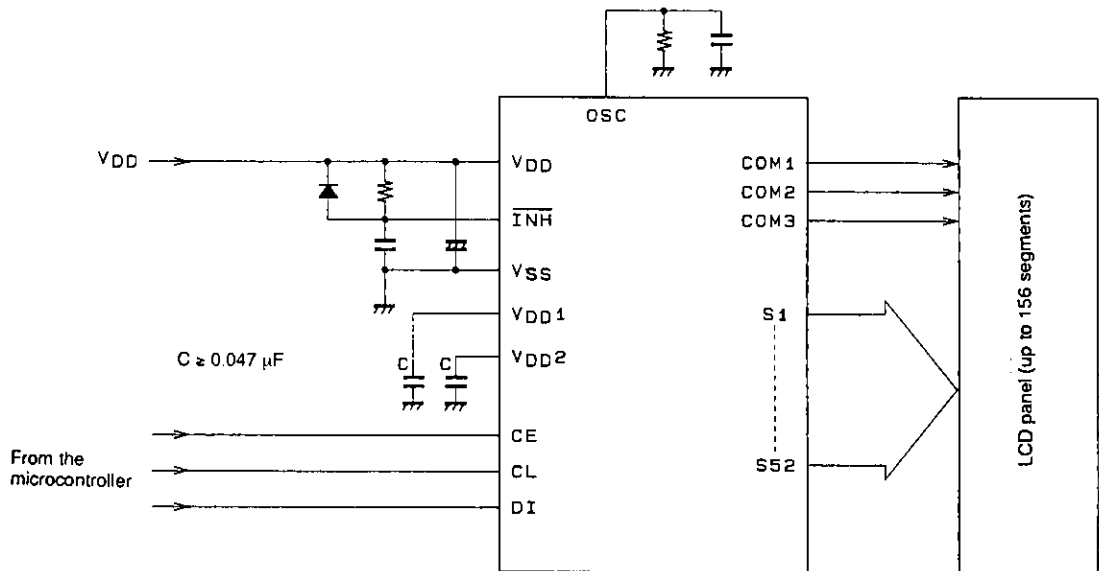 OSC
VDD
VDD
COM1
COM2
INH
COM3
VSS
VDD1
S1
C ≥ 0.047 µF
C
C
VDD2
LCD panel (up to 156 segments)
CE
From the
microcontroller
CL
S52
DI